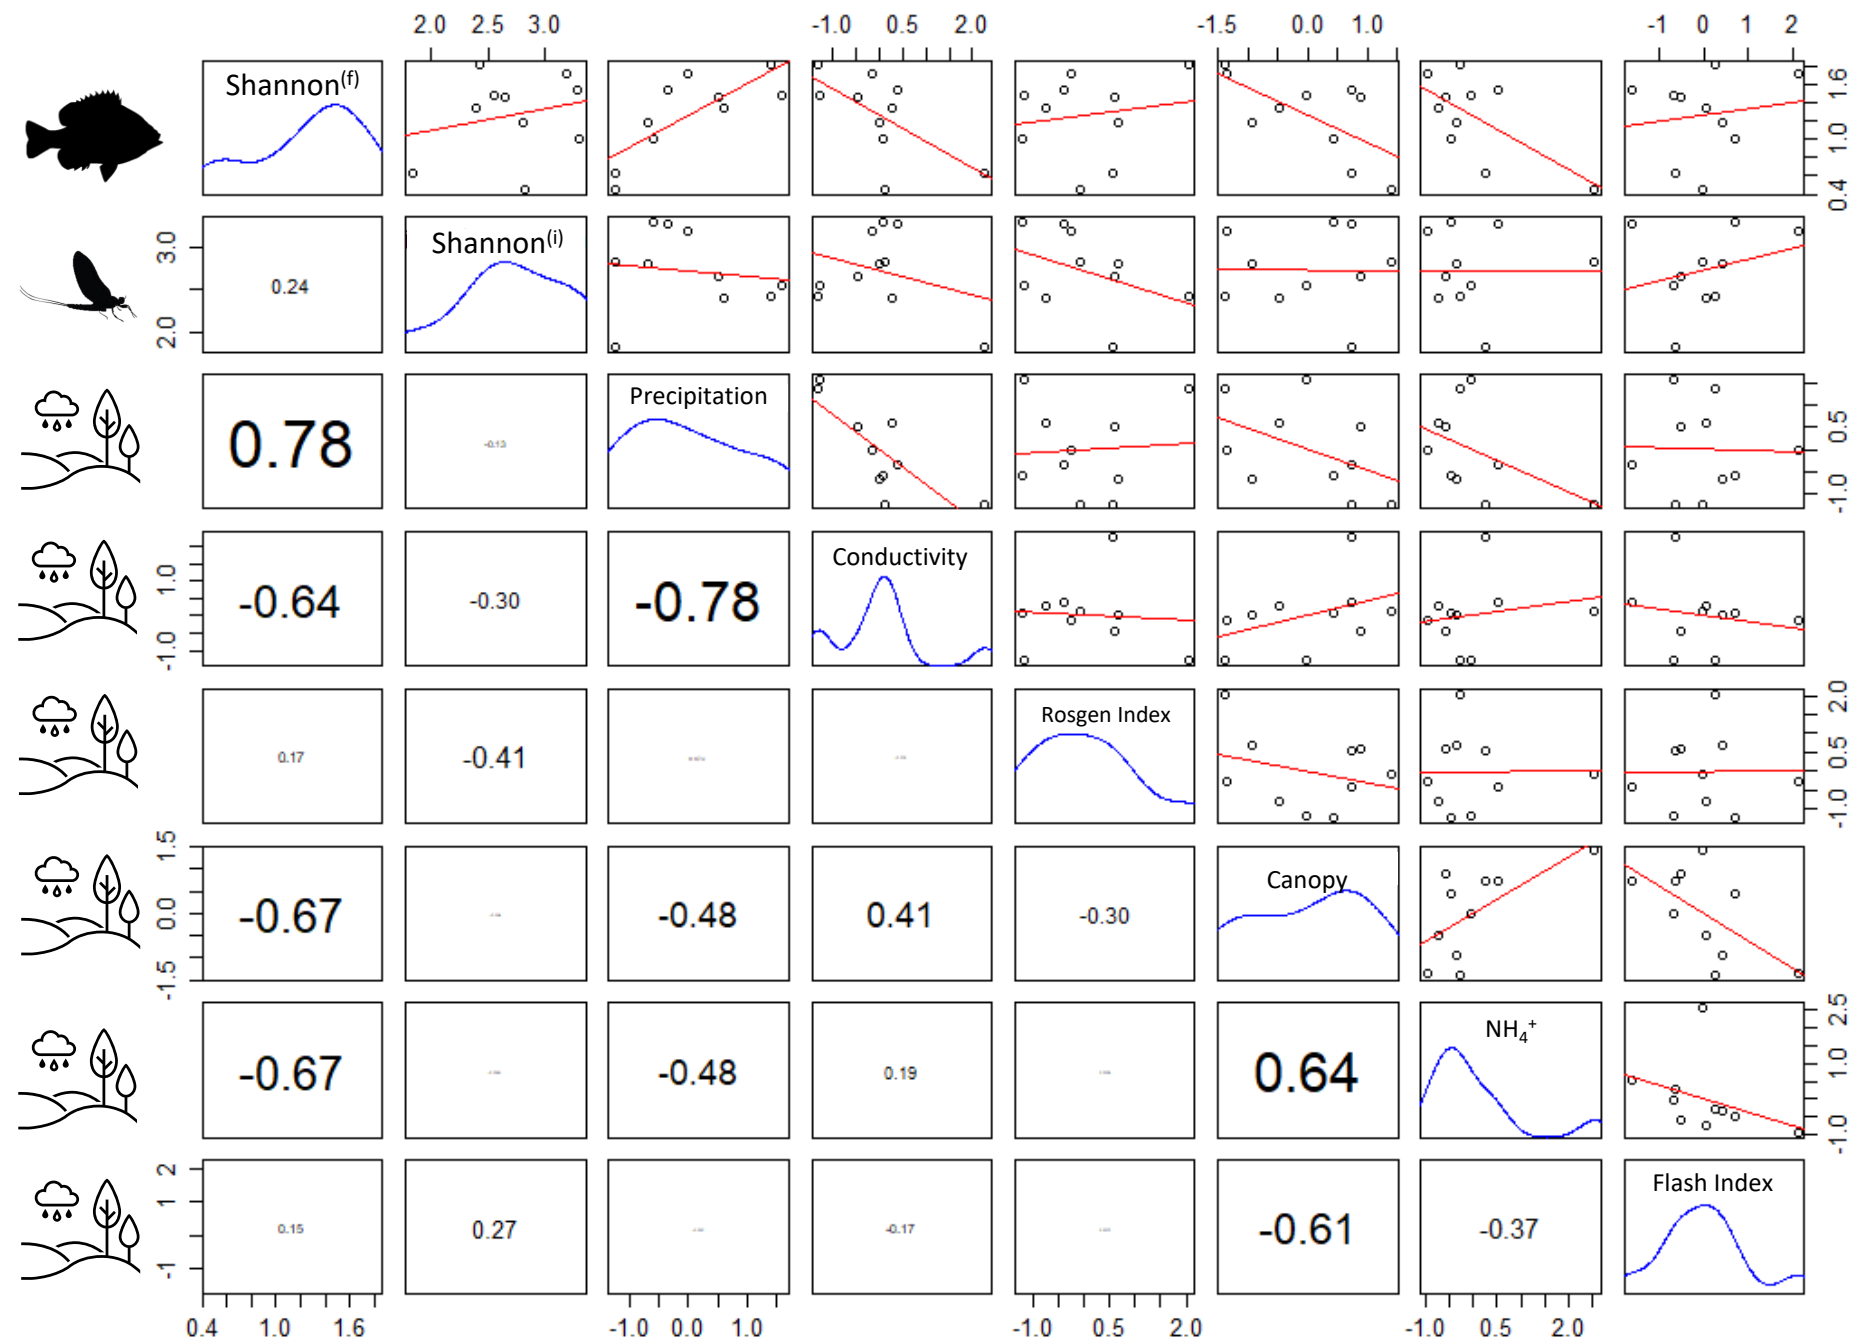 2.0 2.5 3.0 -1.0 0.5 2.0 -1.5 0.0 1.0 -1 0 1 2
Shannon(f)
0.4 1.0 1.6
2.0 3.0
0.24
Shannon(i)
0.78
-0.13
Precipitation
-1.0 0.5
-1.0 1.0
-0.64
-0.30
-0.78
Conductivity
0.17
-0.41
Rosgen Index
-1.0 0.5 2.0
-1.5 0.0 1.5
-0.67
-0.48
0.41
-0.30
Canopy
-0.67
-0.48
0.19
0.64
NH₄⁺
-1.0 1.0 2.5
-1 1 2
0.15
0.27
-0.17
-0.61
-0.37
Flash Index
0.4 1.0 1.6 -1.0 0.0 1.0 -1.0 0.5 2.0 -1.0 0.5 2.0